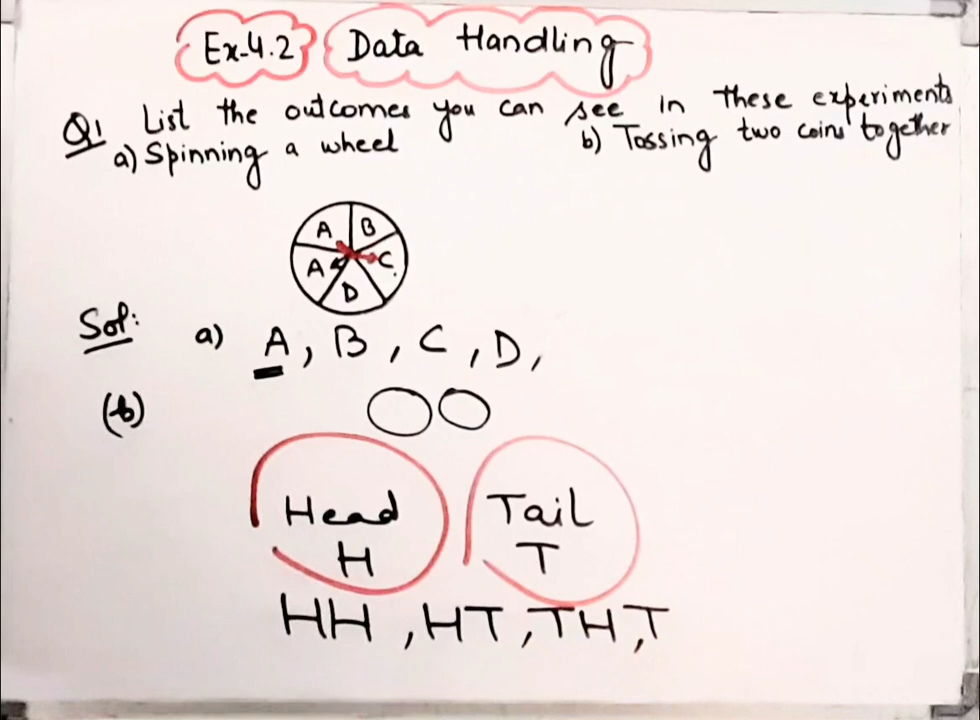 Ex-4.2 Data Handling
Q1 List the outcomes you can see in these experiments
a) Spinning a wheel b) Tossing two coins together
A B
A C
D
Sol: a) A, B, C, D,
(b)
Head Tail
H T
HH, HT, TH, T